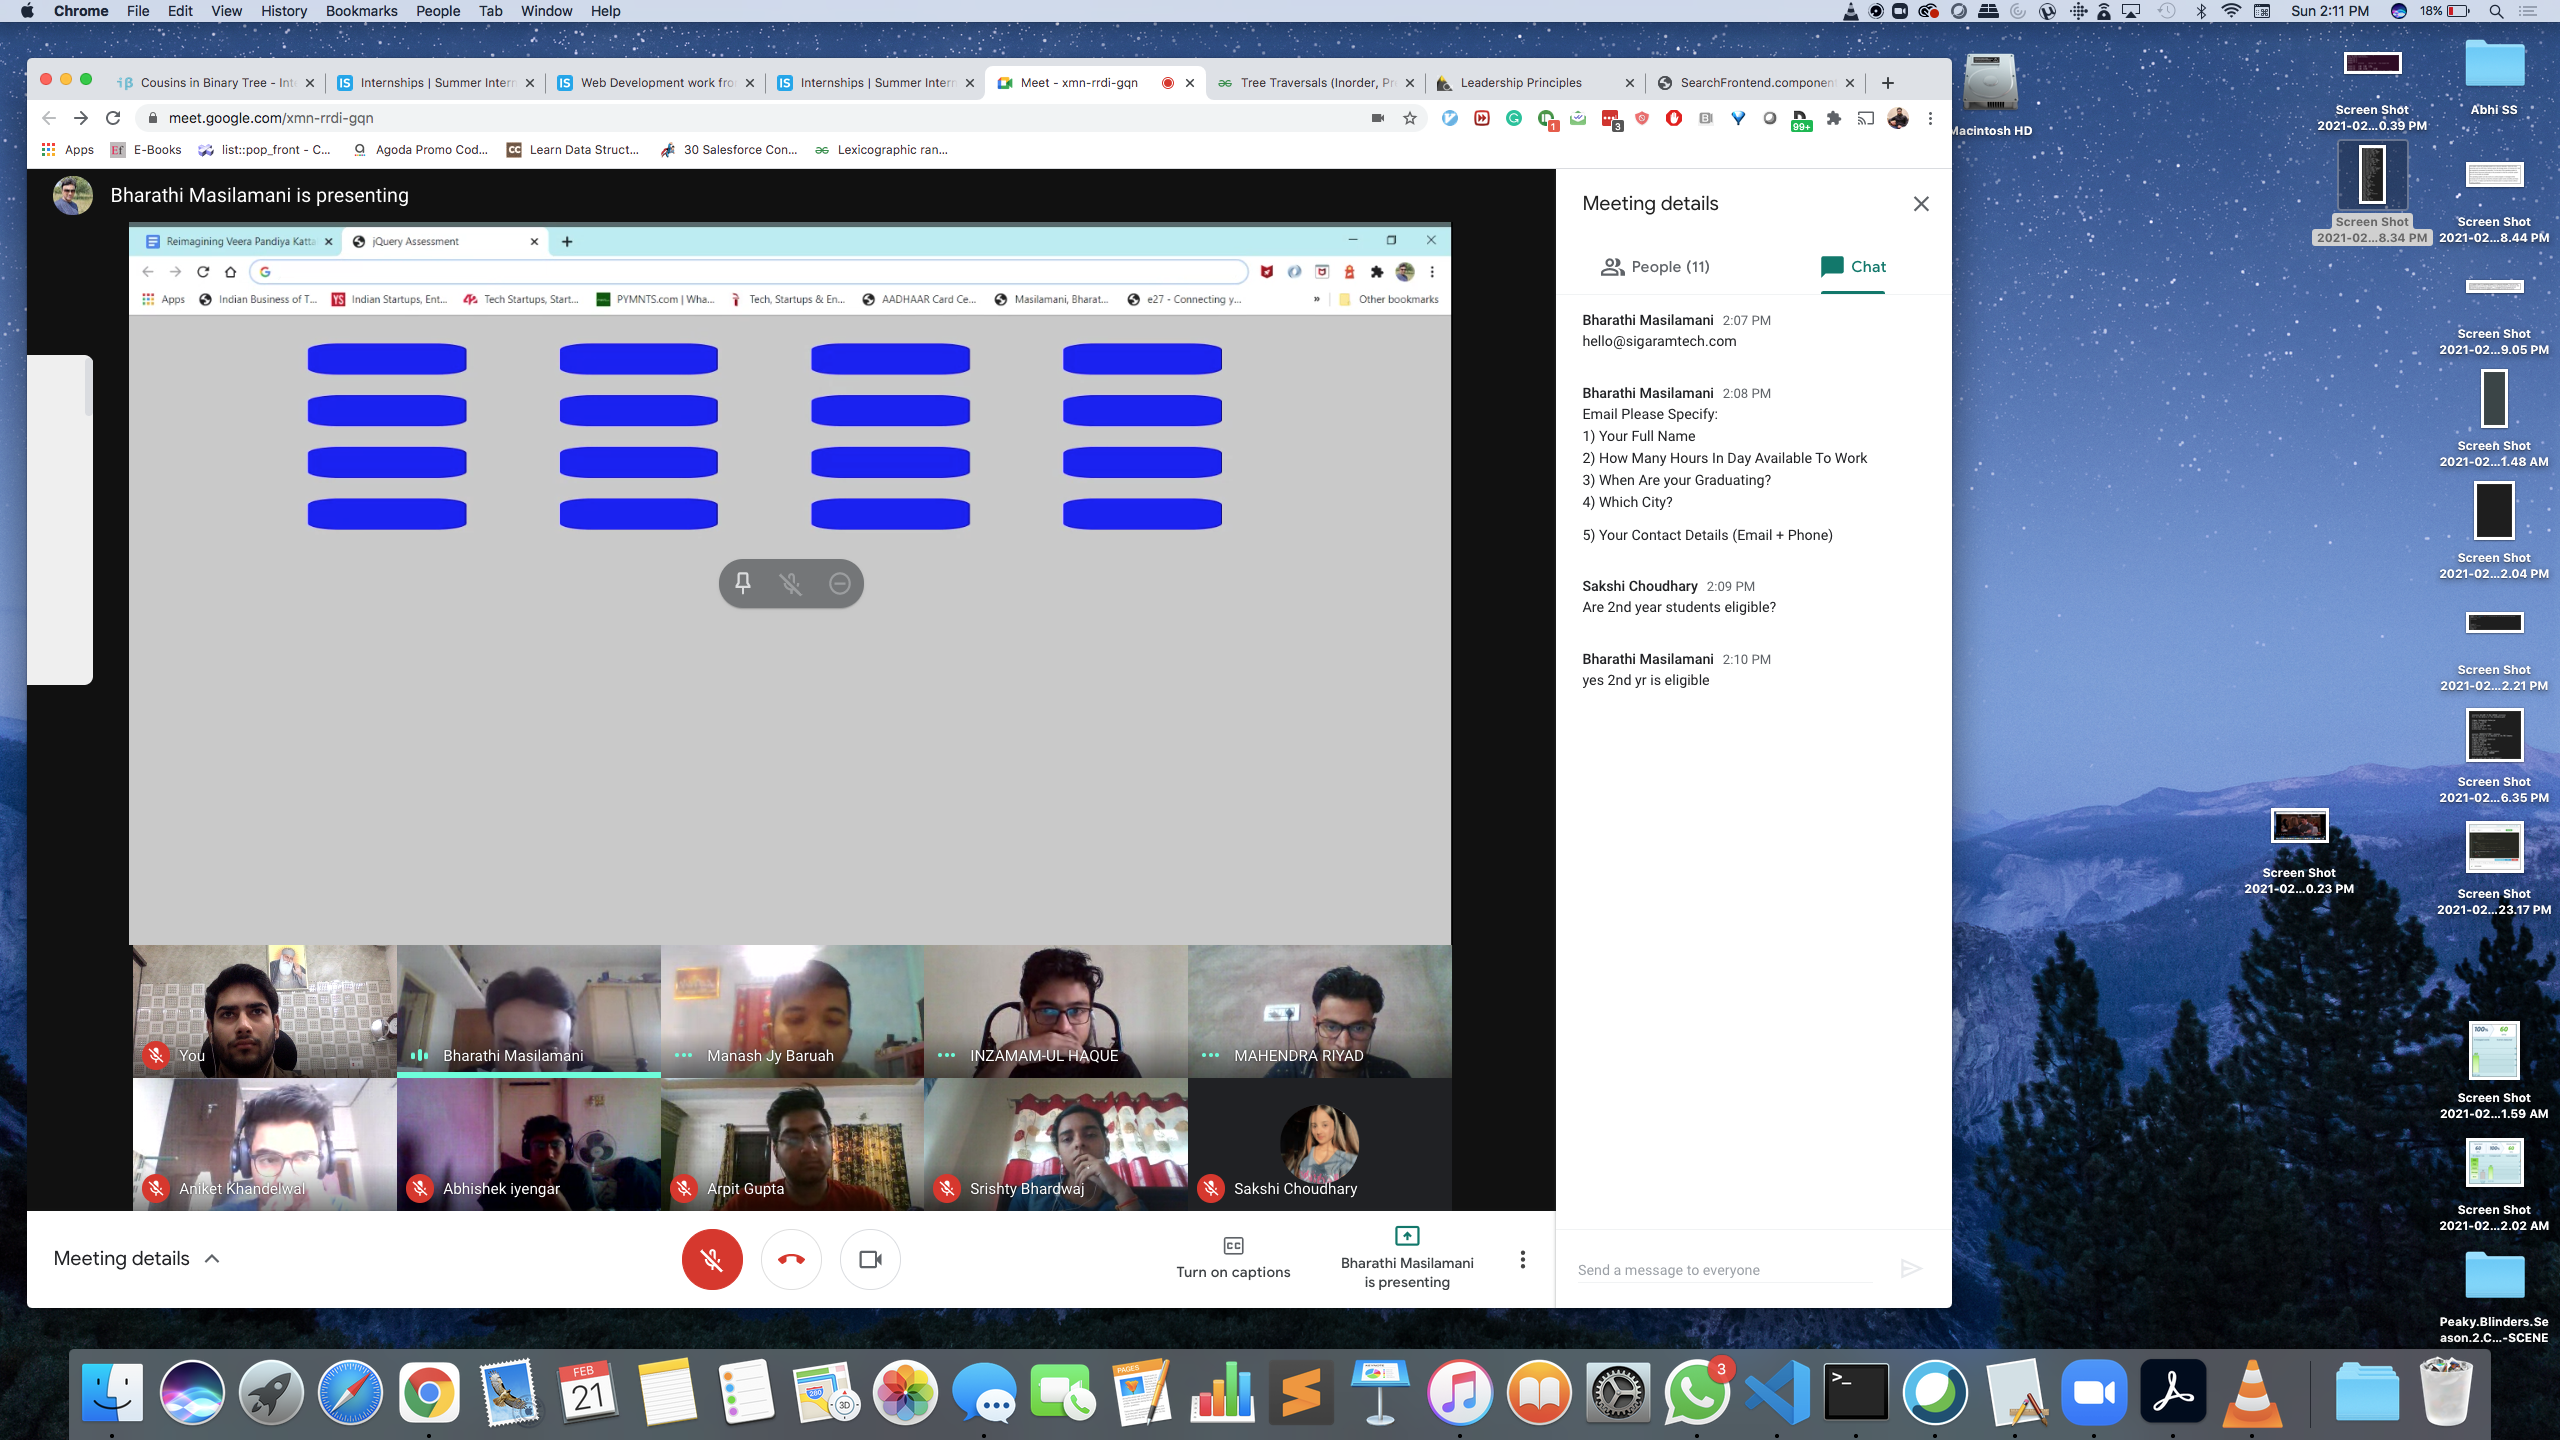 Chrome File Edit View History Bookmarks People Tab Window Help
Sun 2:11 PM 18%
Cousins in Binary Tree - Inte
Internships | Summer Intern
Web Development work fro
Internships | Summer Intern
Meet - xmn-rrdi-gqn
Tree Traversals (Inorder, Pre
Leadership Principles
SearchFrontend.component
meet.google.com/xmn-rrdi-gqn
1
3
99+
Apps
E-Books
list::pop_front - C...
Agoda Promo Cod...
Learn Data Struct...
30 Salesforce Con...
Lexicographic ran...
Bharathi Masilamani is presenting
Reimagining Veera Pandiya Katta
jQuery Assessment
Apps
Indian Business of T...
Indian Startups, Ent...
Tech Startups, Start...
PYMNTS.com | Wha...
Tech, Startups & En...
AADHAAR Card Ce...
Masilamani, Bharat...
e27 - Connecting y...
»
Other bookmarks
You
Bharathi Masilamani
Manash Jy Baruah
INZAMAM-UL HAQUE
MAHENDRA RIYAD
Aniket Khandelwal
Abhishek iyengar
Arpit Gupta
Srishty Bhardwaj
Sakshi Choudhary
Meeting details
Turn on captions
Bharathi Masilamani
is presenting
Meeting details
People (11)
Chat
Bharathi Masilamani 2:07 PM
hello@sigaramtech.com
Bharathi Masilamani 2:08 PM
Email Please Specify:
1) Your Full Name
2) How Many Hours In Day Available To Work
3) When Are your Graduating?
4) Which City?
5) Your Contact Details (Email + Phone)
Sakshi Choudhary 2:09 PM
Are 2nd year students eligible?
Bharathi Masilamani 2:10 PM
yes 2nd yr is eligible
Send a message to everyone
Macintosh HD
Screen Shot
2021-02...0.39 PM
Abhi SS
Screen Shot
2021-02...8.34 PM
Screen Shot
2021-02...8.44 PM
Screen Shot
2021-02...9.05 PM
Screen Shot
2021-02...1.48 AM
Screen Shot
2021-02...2.04 PM
Screen Shot
2021-02...2.21 PM
Screen Shot
2021-02...6.35 PM
Screen Shot
2021-02...0.23 PM
Screen Shot
2021-02...23.17 PM
Screen Shot
2021-02...1.59 AM
Screen Shot
2021-02...2.02 AM
Peaky.Blinders.Se
ason.2.C...-SCENE
FEB
21
PAGES
3